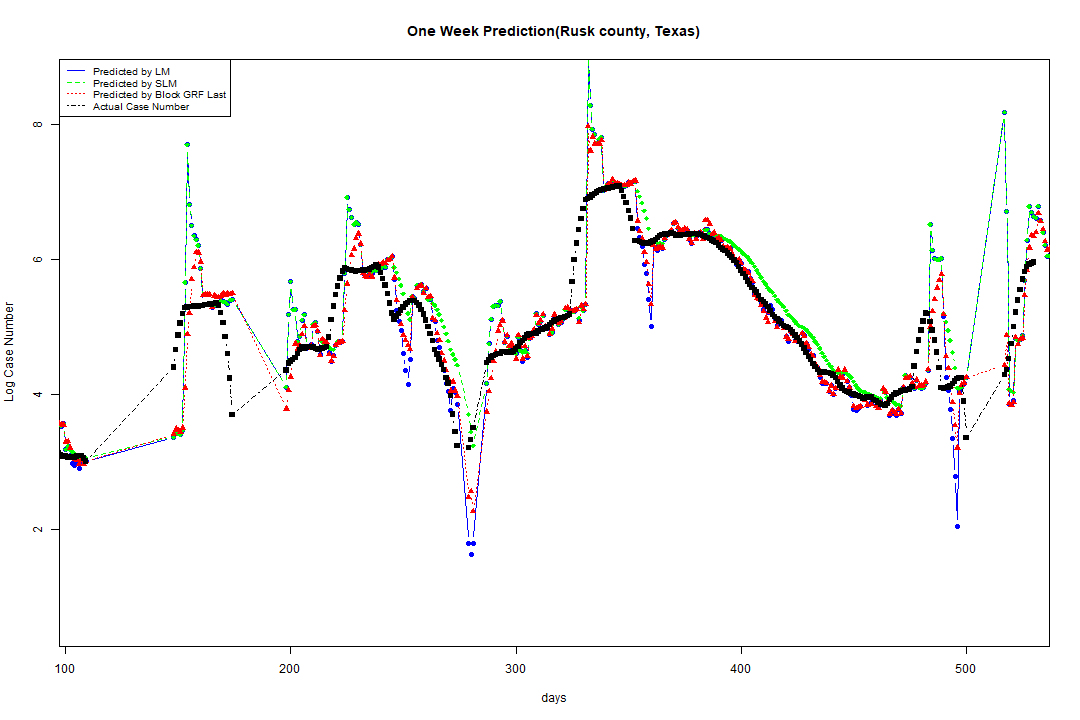 One Week Prediction(Rusk county, Texas)
Predicted by LM
Predicted by SLM
Predicted by Block GRF Last
Actual Case Number
8
6
4
2
Log Case Number
100 200 300 400 500
days